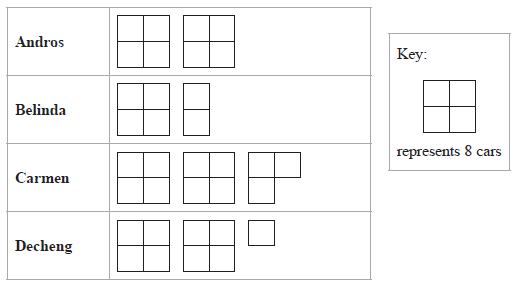 Andros
Belinda
Carmen
Decheng
Key:
represents 8 cars